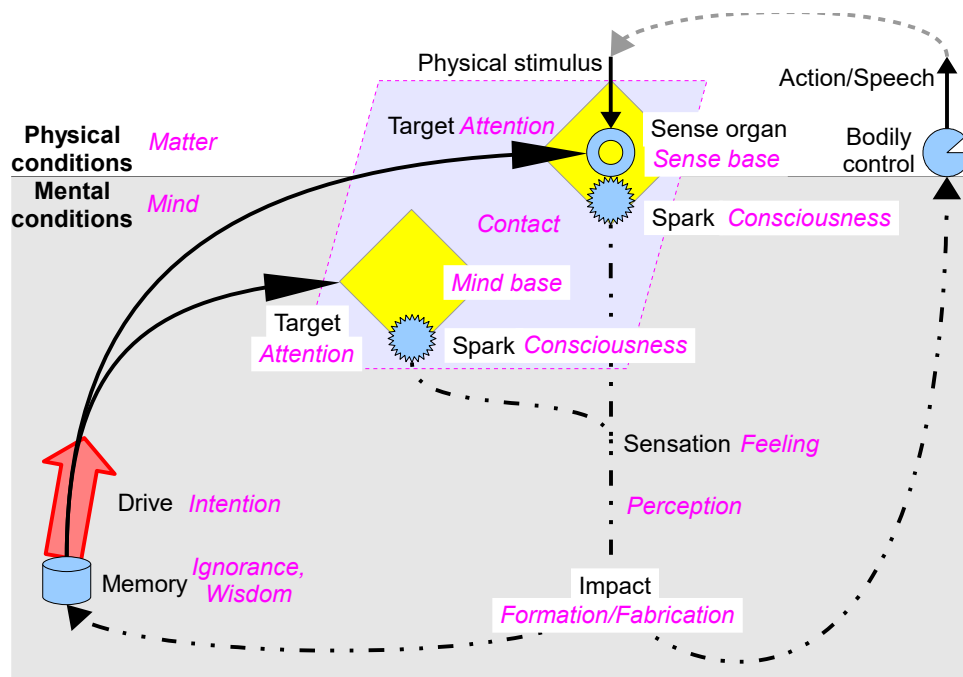 Physical stimulus
Action/Speech
Target Attention
Physical
conditions
Matter
Sense organ
Sense base
Bodily
control
Mental
conditions
Mind
Contact
Spark Consciousness
Mind base
Target
Attention
Spark Consciousness
Sensation Feeling
Drive Intention
Perception
Memory
Ignorance,
Wisdom
Impact
Formation/Fabrication